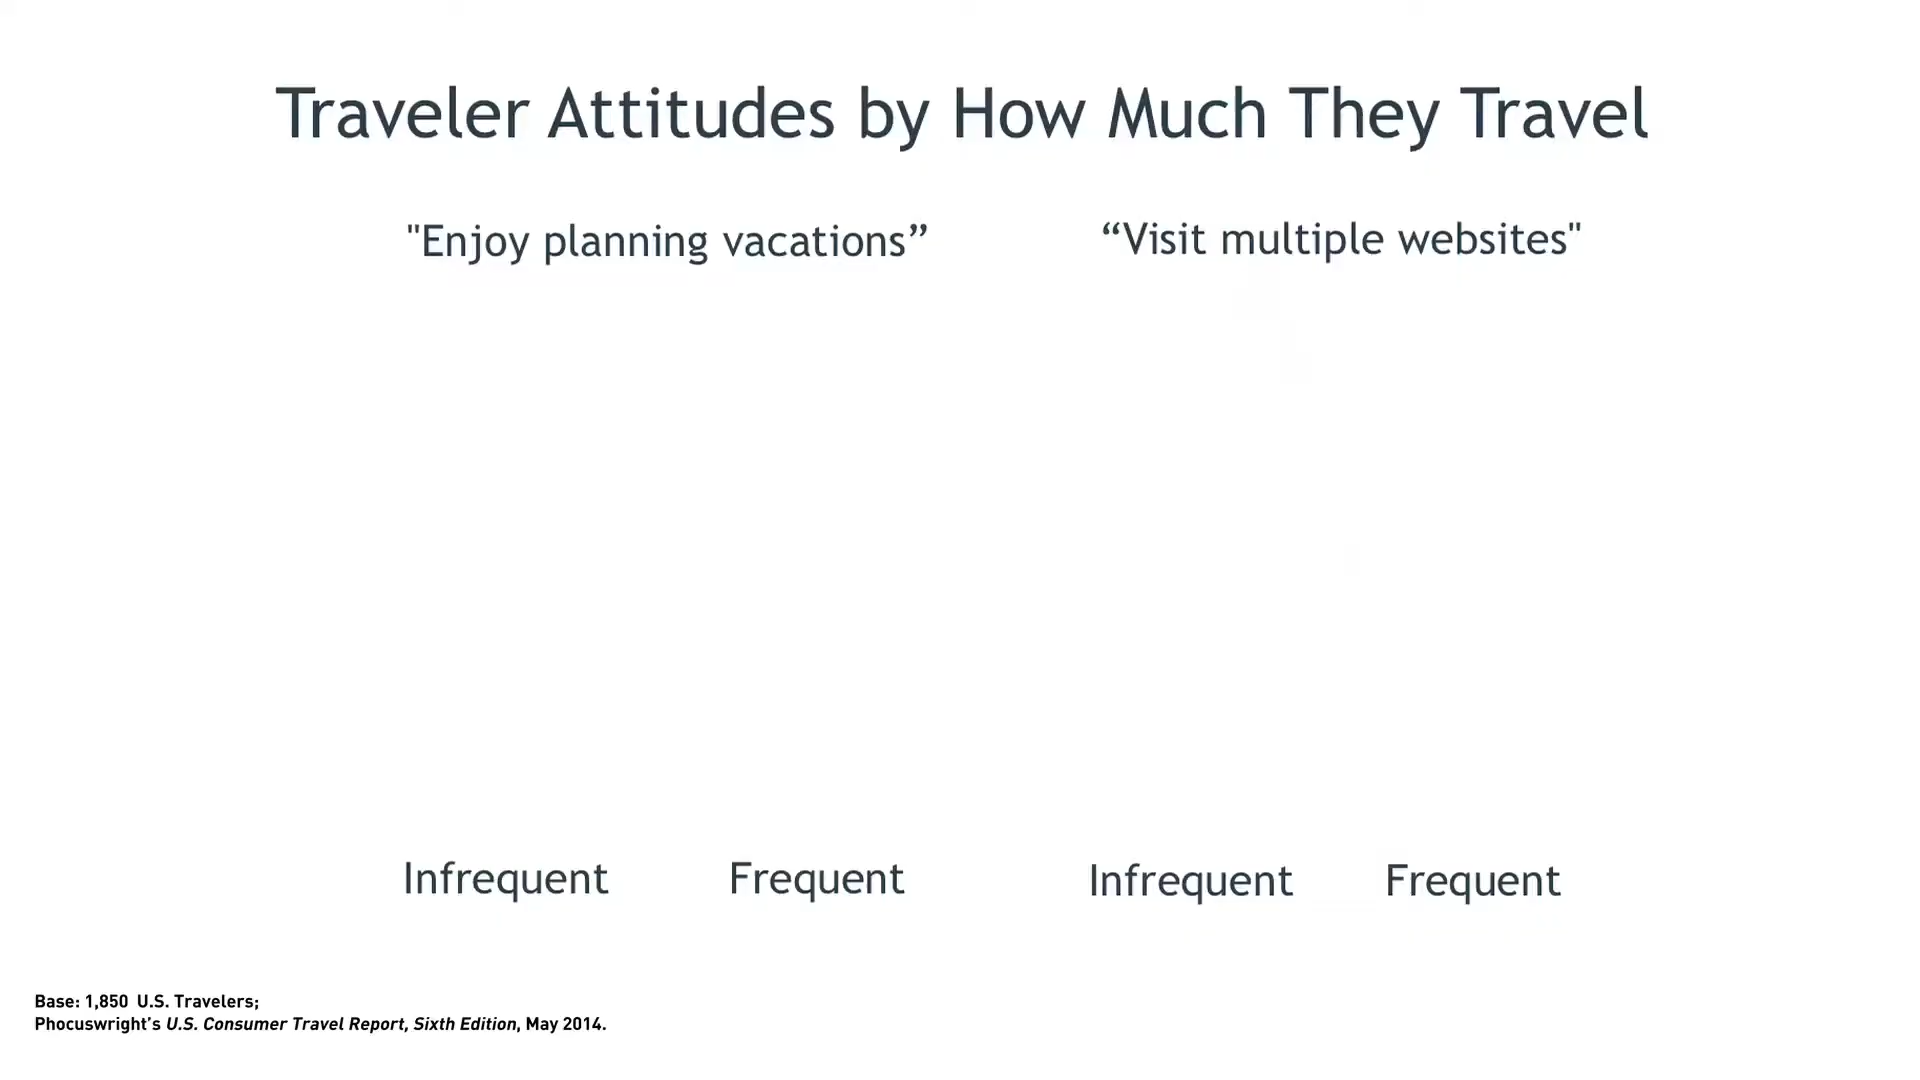 Traveler Attitudes by How Much They Travel
"Enjoy planning vacations”
“Visit multiple websites"
Infrequent
Frequent
Infrequent
Frequent
Base: 1,850 U.S. Travelers;
Phocuswright’s U.S. Consumer Travel Report, Sixth Edition, May 2014.